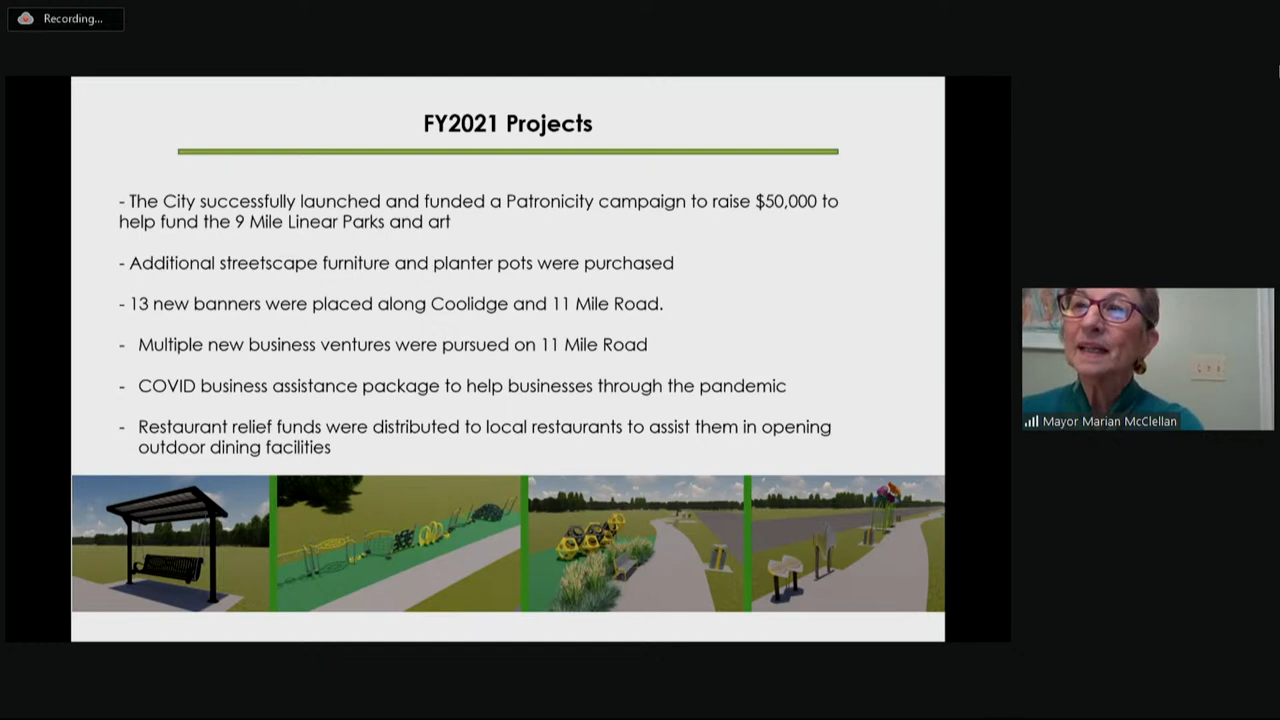 Recording...
FY2021 Projects
- The City successfully launched and funded a Patronicity campaign to raise $50,000 to
help fund the 9 Mile Linear Parks and art
- Additional streetscape furniture and planter pots were purchased
- 13 new banners were placed along Coolidge and 11 Mile Road.
- Multiple new business ventures were pursued on 11 Mile Road
- COVID business assistance package to help businesses through the pandemic
- Restaurant relief funds were distributed to local restaurants to assist them in opening
outdoor dining facilities
Mayor Marian McClellan